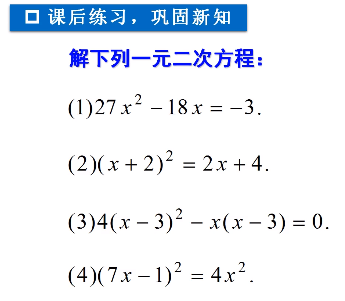 课后练习，巩固新知
解下列一元二次方程：
(1)27x² − 18x = −3.
(2)(x + 2)² = 2x + 4.
(3)4(x − 3)² − x(x − 3) = 0.
(4)(7x − 1)² = 4x².